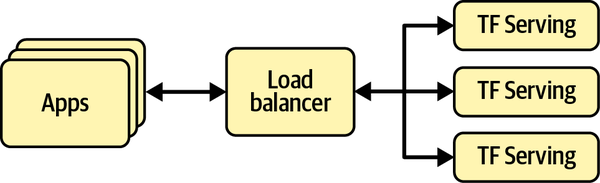 Apps
Load
balancer
TF Serving
TF Serving
TF Serving